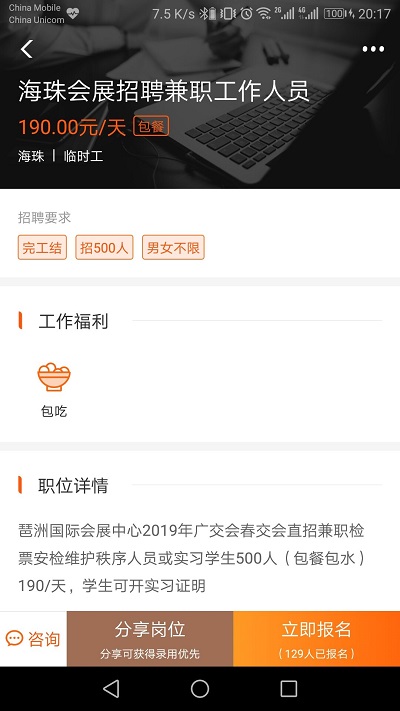 China Mobile
China Unicom
7.5 K/s
2G
4G
100
20:17
海珠会展招聘兼职工作人员
190.00元/天 包餐
海珠 | 临时工
招聘要求
完工结 招500人 男女不限
工作福利
包吃
职位详情
琶洲国际会展中心2019年广交会春交会直招兼职检
票安检维护秩序人员或实习学生500人（包餐包水）
190/天，学生可开实习证明
咨询
分享岗位
分享可获得录用优先
立即报名
（129人已报名）